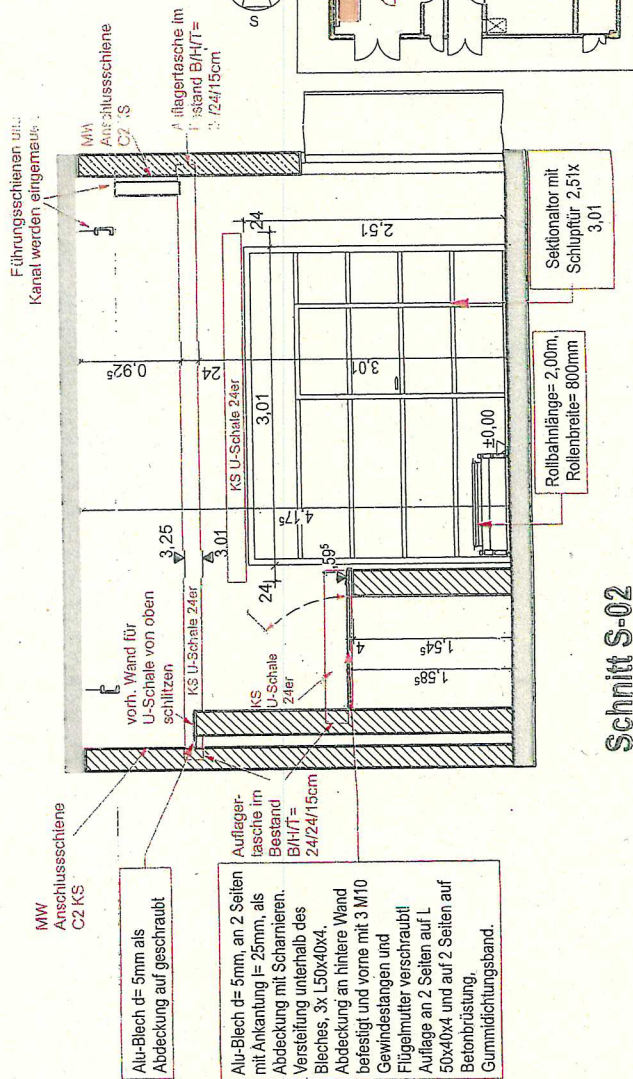 Führungsschienen
Kanal werden eingemauert
MW
Anschlussschiene
C2 KS
MW
Anschlussschiene
C2 KS
im
Bestand B/H/T=
/24/15cm
S
Alu-Blech d= 5mm als
Abdeckung auf geschraubt
vorh. Wand für
U-Schale von oben
schlitzen
KS U-Schale 24er
3,25
3,01
0,92⁵
24
4,17⁵
KS U-Schale 24er
3,01
24
24
2,51
3,01
±0,00
KS
U-Schale
24er
,59⁵
4
1,54⁵
1,58⁵
Auflager-
tasche im
Bestand
B/H/T=
24/24/15cm
Alu-Blech d= 5mm, an 2 Seiten
mit Ankantung l= 25mm, als
Abdeckung mit Scharnieren.
Versteifung unterhalb des
Bleches, 3x L50x40x4.
Abdeckung an hintere Wand
befestigt und vorne mit 3 M10
Gewindestangen und
Flügelmutter verschraubt!
Auflage an 2 Seiten auf L
50x40x4 und auf 2 Seiten auf
Betonbrüstung,
Gummidichtungsband.
Rollbahnlänge= 2,00m,
Rollenbreite= 800mm
Sektionaltor mit
Schlupftür 2,51x
3,01
Schnitt S-02